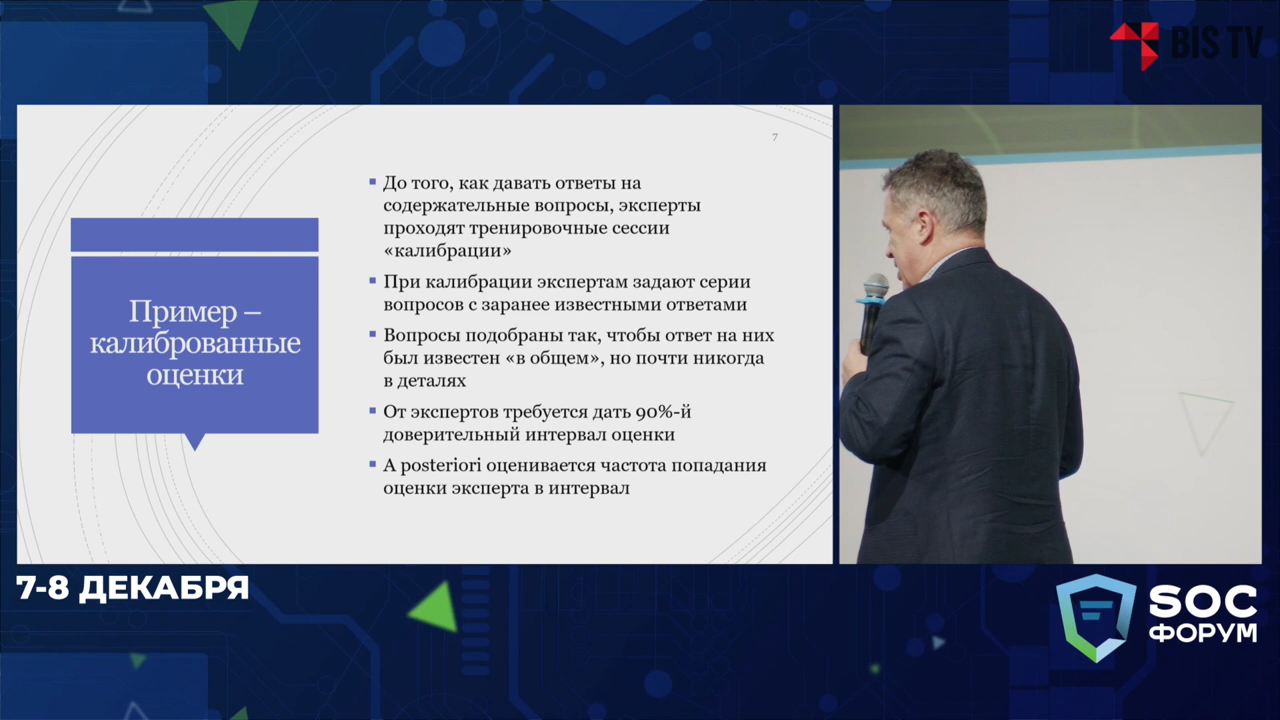 BIS TV
7
Пример –
калиброванные
оценки
▪ До того, как давать ответы на
содержательные вопросы, эксперты
проходят тренировочные сессии
«калибрации»
▪ При калибрации экспертам задают серии
вопросов с заранее известными ответами
▪ Вопросы подобраны так, чтобы ответ на них
был известен «в общем», но почти никогда
в деталях
▪ От экспертов требуется дать 90%-й
доверительный интервал оценки
▪ A posteriori оценивается частота попадания
оценки эксперта в интервал
7-8 ДЕКАБРЯ
SOC
ФОРУМ